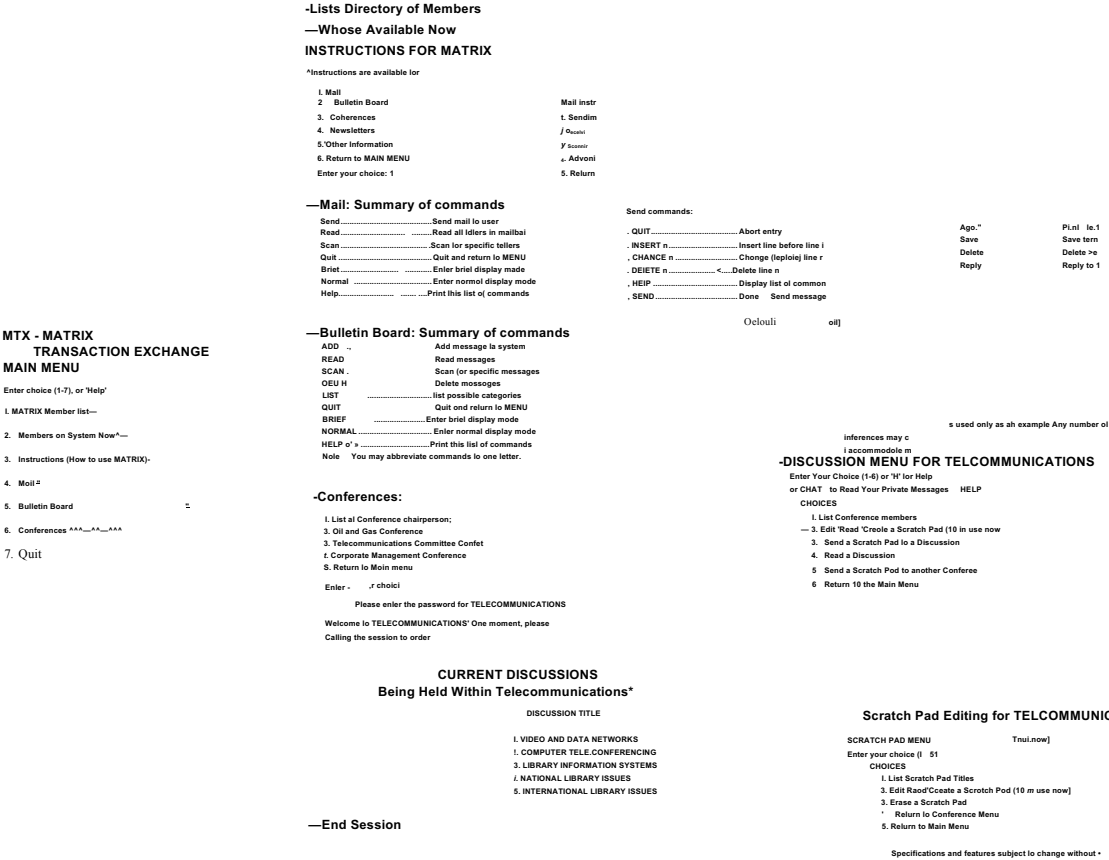 -Lists Directory of Members
—Whose Available Now
INSTRUCTIONS FOR MATRIX
^Instructions are available lor
I. Mall
2 Bulletin Board
3. Coherences
4. Newsletters
5.'Other Information
6. Return to MAIN MENU
Enter your choice: 1
Mail instr
t. Sendim
j oecelvi
y Sconnir
4- Advoni
5. Relurn
—Mail: Summary of commands
Send..........................................Send mail lo user
Read.............................. .........Read all ldlers in mailbai
Scan ........................................ .Scan lor specific tellers
Quit ..........................................Quit and return lo MENU
Briet .......................... ...............Enler briel display made
Normal .......................... ..............Enter normol display mode
Help.......................... ....... ....Print lhis list o( commands
Send commands:
. QUIT........................................ Abort entry
. INSERT n .................................. Insert line before line i
, CHANCE n .................................. Chonge (leploiej line r
. DEIETE n ...................... <.....Delete line n
, HEIP ........................................ Display list ol common
, SEND...................................... Done Send message
Oelouli oil]
Ago." Pi.nl le.1
Save Save tern
Delete Delete >e
Reply Reply to 1
MTX - MATRIX
TRANSACTION EXCHANGE
MAIN MENU
Enter choice (1-7), or 'Help'
I. MATRIX Member list—
2. Members on System Now^—
3. Instructions (How to use MATRIX)-
4. Moil
5. Bulletin Board
6. Conferences ^^^—^^—^^^
7. Quit
—Bulletin Board: Summary of commands
ADD ., Add message la system
READ Read messages
SCAN . Scan (or specific messages
OEU H Delete mossoges
LIST ..............................list possible categories
QUIT Quit ond relurn lo MENU
BRIEF ........................Enter briel display mode
NORMAL .................................. Enler normal display mode
HELP o' » ................................Print this lisl of commands
Nole You may abbreviate commands lo one letter.
-Conferences:
I. List al Conference chairperson;
3. Oil and Gas Conference
3. Telecommunications Committee Confet
t. Corporate Management Conference
S. Return lo Moin menu
Enler - ,r choici
Please enler the password for TELECOMMUNICATIONS
Welcome lo TELECOMMUNICATIONS' One moment, please
Calling the session to order
s used only as ah example Any number ol
inferences may c
i accommodole m
-DISCUSSION MENU FOR TELCOMMUNICATIONS
Enter Your Choice (1-6) or 'H' lor Help
or CHAT to Read Your Private Messages HELP
CHOICES
I. List Conference members
— 3. Edit 'Read 'Creole a Scratch Pad (10 in use now
3. Send a Scratch Pad lo a Discussion
4. Read a Discussion
5 Send a Scratch Pod to another Conferee
6 Return 10 the Main Menu
CURRENT DISCUSSIONS
Being Held Within Telecommunications*
DISCUSSION TITLE
I. VIDEO AND DATA NETWORKS
!. COMPUTER TELE.CONFERENCING
3. LIBRARY INFORMATION SYSTEMS
i. NATIONAL LIBRARY ISSUES
5. INTERNATIONAL LIBRARY ISSUES
—End Session
Scratch Pad Editing for TELCOMMUNIC
SCRATCH PAD MENU Tnui.now]
Enter your choice (I 51
CHOICES
I. List Scratch Pad Titles
3. Edit Raod'Cceate a Scrotch Pod (10 m use now]
3. Erase a Scratch Pad
' Relurn lo Conference Menu
5. Return to Main Menu
Specifications and features subject lo change without •